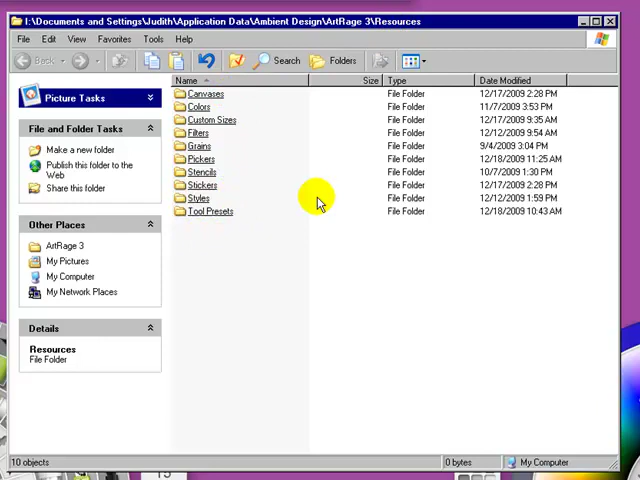 I:\Documents and Settings\Judith\Application Data\Ambient Design\ArtRage 3\Resources
File Edit View Favorites Tools Help
Back Search Folders
Picture Tasks
File and Folder Tasks
Make a new folder
Publish this folder to the
Web
Share this folder
Other Places
ArtRage 3
My Pictures
My Computer
My Network Places
Details
Resources
File Folder
Name Size Type Date Modified
Canvases File Folder 12/17/2009 2:28 PM
Colors File Folder 11/7/2009 3:53 PM
Custom Sizes File Folder 12/17/2009 9:35 AM
Filters File Folder 12/12/2009 9:54 AM
Grains File Folder 9/4/2009 3:04 PM
Pickers File Folder 12/18/2009 11:25 AM
Stencils File Folder 10/7/2009 1:30 PM
Stickers File Folder 12/17/2009 2:28 PM
Styles File Folder 12/12/2009 1:59 PM
Tool Presets File Folder 12/18/2009 10:43 AM
10 objects 0 bytes My Computer